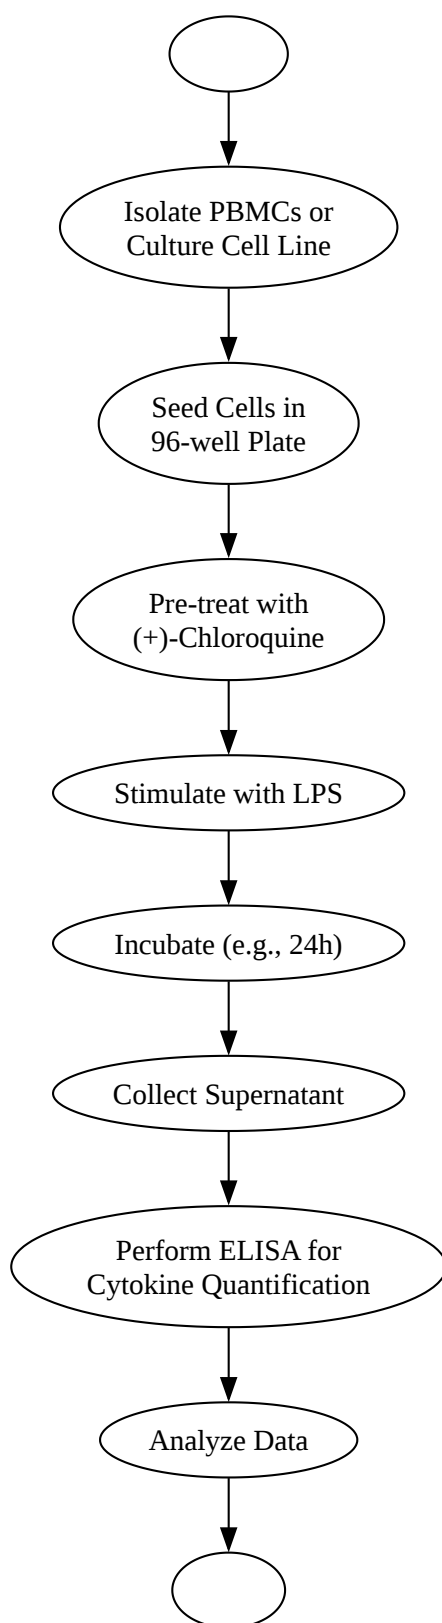 Isolate PBMCs or
Culture Cell Line
Seed Cells in
96-well Plate
Pre-treat with
(+)-Chloroquine
Stimulate with LPS
Incubate (e.g., 24h)
Collect Supernatant
Perform ELISA for
Cytokine Quantification
Analyze Data